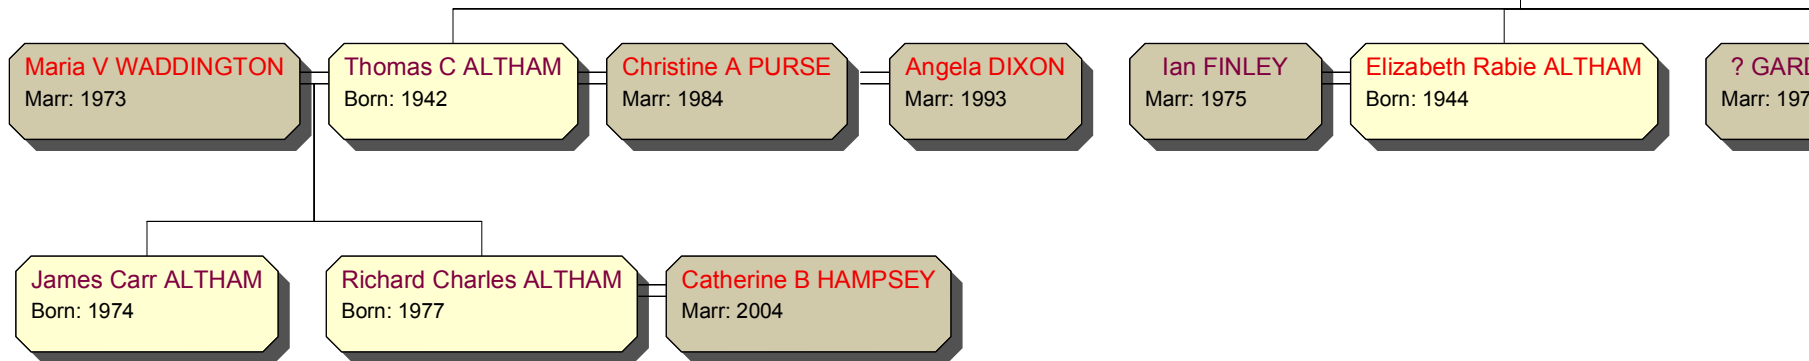 Maria V WADDINGTON
Marr: 1973
Thomas C ALTHAM
Born: 1942
Christine A PURSE
Marr: 1984
Angela DIXON
Marr: 1993
Ian FINLEY
Marr: 1975
Elizabeth Rabie ALTHAM
Born: 1944
?
Marr:
James Carr ALTHAM
Born: 1974
Richard Charles ALTHAM
Born: 1977
Catherine B HAMPSEY
Marr: 2004